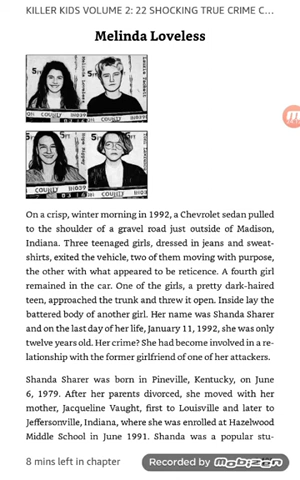 KILLER KIDS VOLUME 2: 22 SHOCKING TRUE CRIME C...
Melinda Loveless
On a crisp, winter morning in 1992, a Chevrolet sedan pulled
to the shoulder of a gravel road just outside of Madison,
Indiana. Three teenaged girls, dressed in jeans and sweat-
shirts, exited the vehicle, two of them moving with purpose,
the other with what appeared to be reticence. A fourth girl
remained in the car. One of the girls, a pretty dark-haired
teen, approached the trunk and threw it open. Inside lay the
battered body of another girl. Her name was Shanda Sharer
and on the last day of her life, January 11, 1992, she was only
twelve years old. Her crime? She had become involved in a re-
lationship with the former girlfriend of one of her attackers.
Shanda Sharer was born in Pineville, Kentucky, on June
6, 1979. After her parents divorced, she moved with her
mother, Jacqueline Vaught, first to Louisville and later to
Jeffersonville, Indiana, where she was enrolled at Hazelwood
Middle School in June 1991. Shanda was a popular stu-
8 mins left in chapter
Recorded by mobizen